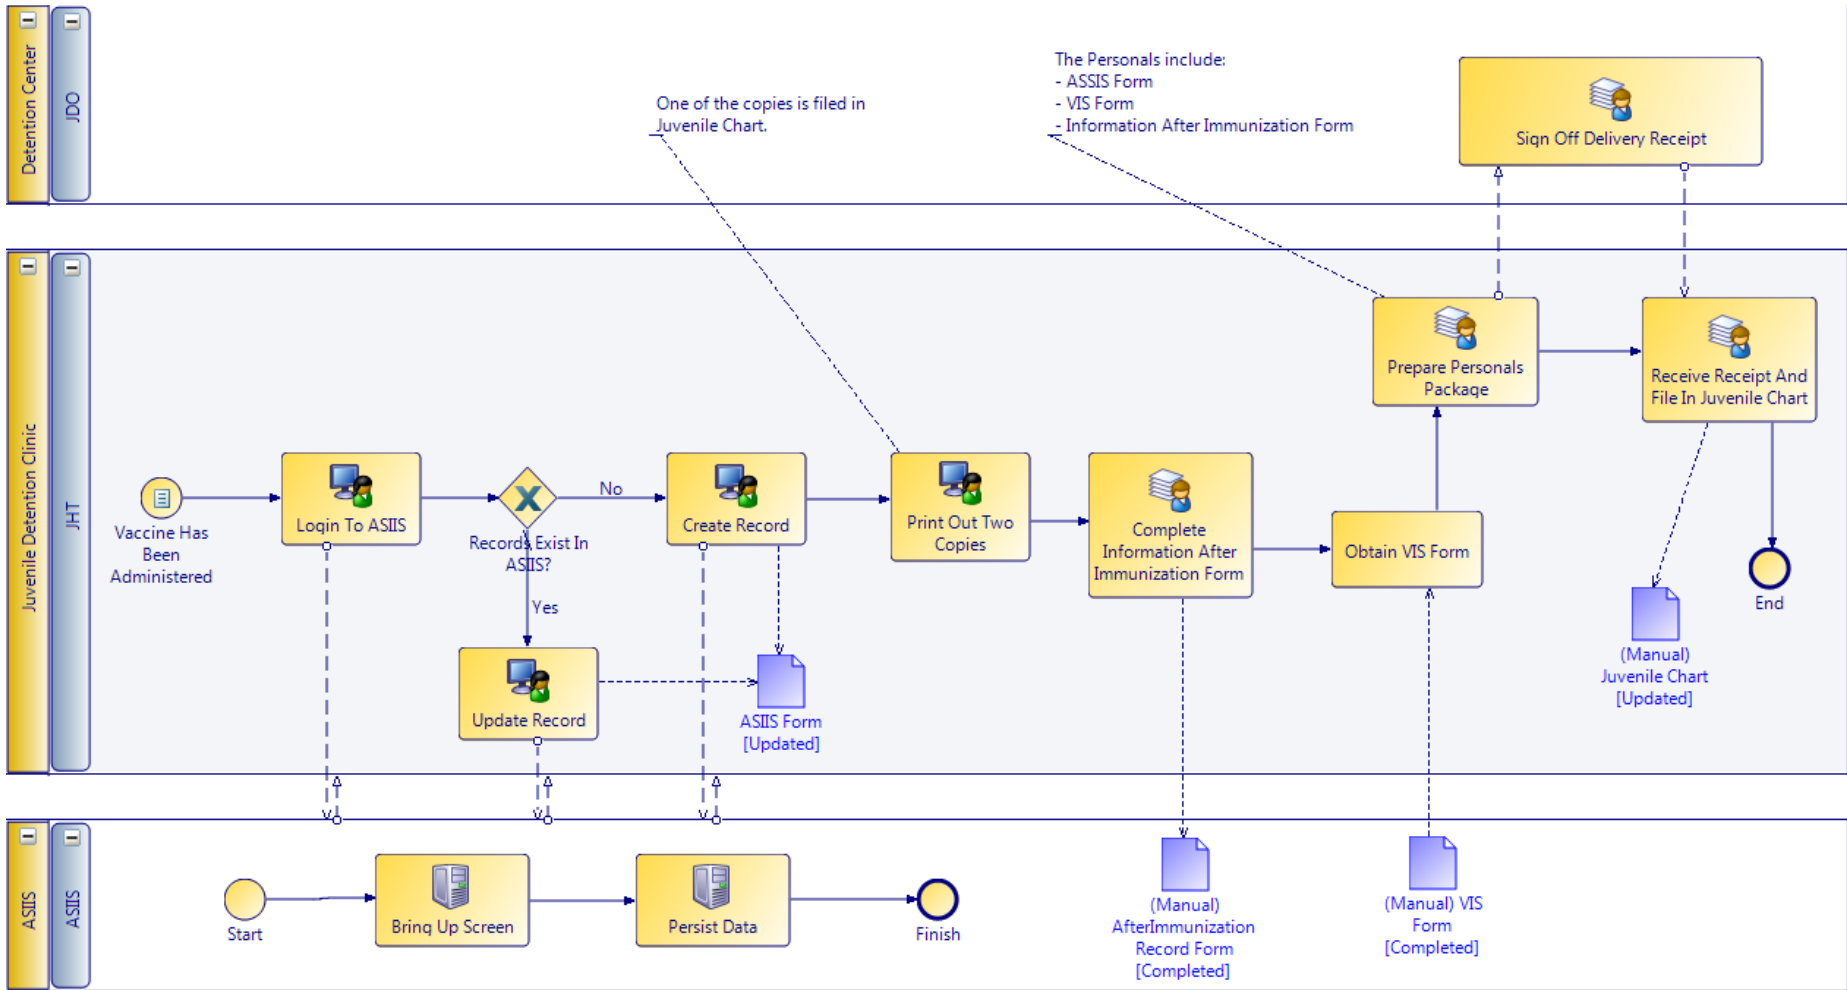 Detention Center
JDO
One of the copies is filed in
Juvenile Chart.
The Personals include:
- ASSIS Form
- VIS Form
- Information After Immunization Form
Sign Off Delivery Receipt
Juvenile Detention Clinic
JHT
Vaccine Has
Been
Administered
Login To ASIIS
Records Exist In
ASIIS?
No
Yes
Create Record
Update Record
ASIIS Form
[Updated]
Print Out Two
Copies
Complete
Information After
Immunization Form
Obtain VIS Form
Prepare Personals
Package
Receive Receipt And
File In Juvenile Chart
(Manual)
Juvenile Chart
[Updated]
End
ASIIS
ASIIS
Start
Bring Up Screen
Persist Data
Finish
(Manual)
AfterImmunization
Record Form
[Completed]
(Manual) VIS
Form
[Completed]